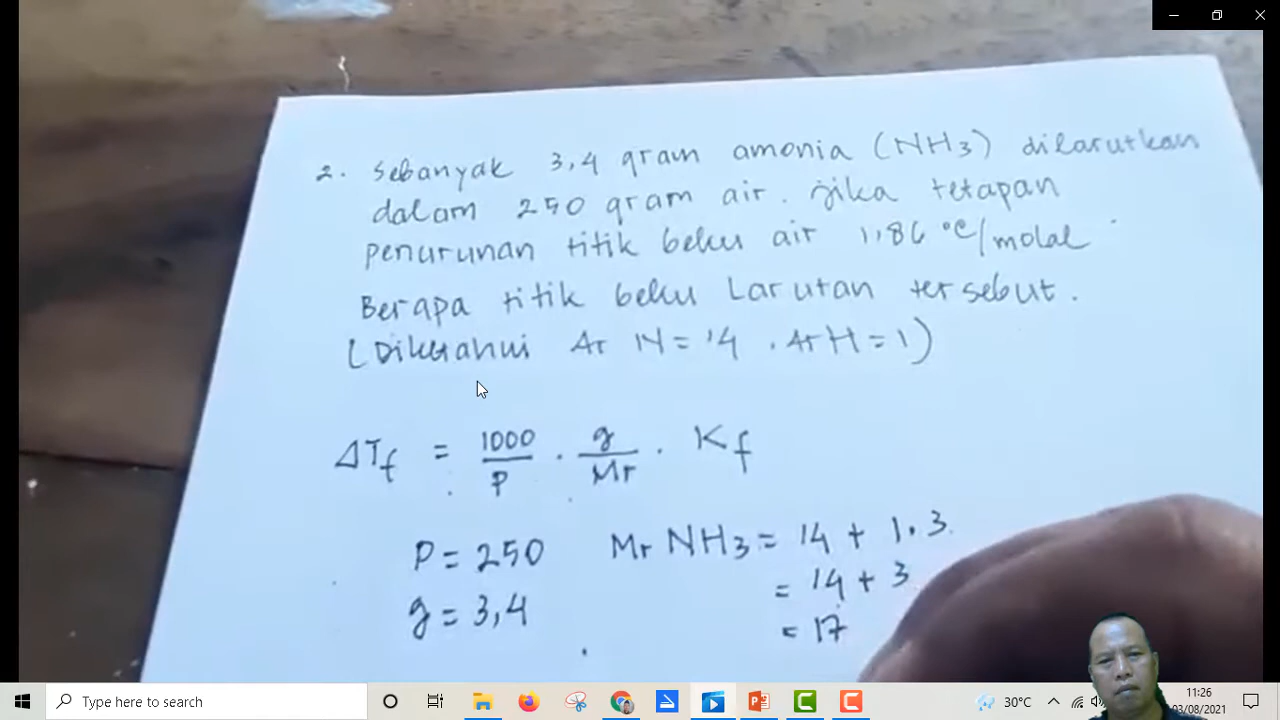 2. Sebanyak 3,4 gram amonia (NH3) dilarutkan
dalam 250 gram air. Jika tetapan
penurunan titik beku air 1,86 °C/molal
Berapa titik beku Larutan tersebut.
(Diketahui Ar N = 14 . Ar H = 1)
ΔTf = 1000/P . g/Mr . Kf
P = 250
g = 3,4
Mr NH3 = 14 + 1.3
= 14 + 3
= 17
Type here to search
30°C
11:26
03/08/2021